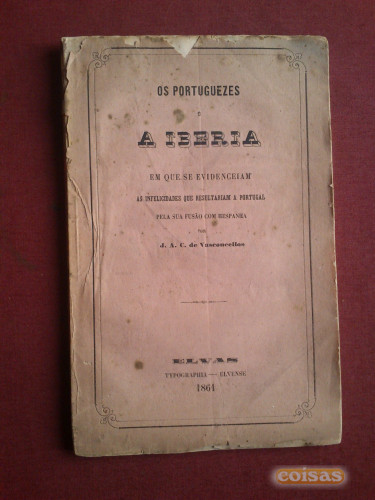 OS PORTUGUEZES
E
A IBERIA
EM QUE SE EVIDENCEIAM
AS INFELICIDADES QUE RESULTARIAM A PORTUGAL
PELA SUA FUSÃO COM HESPANHA
POR
J. A. C. de Vasconcellos
ELVAS
TYPOGRAPHIA — ELVENSE
1861
coisas